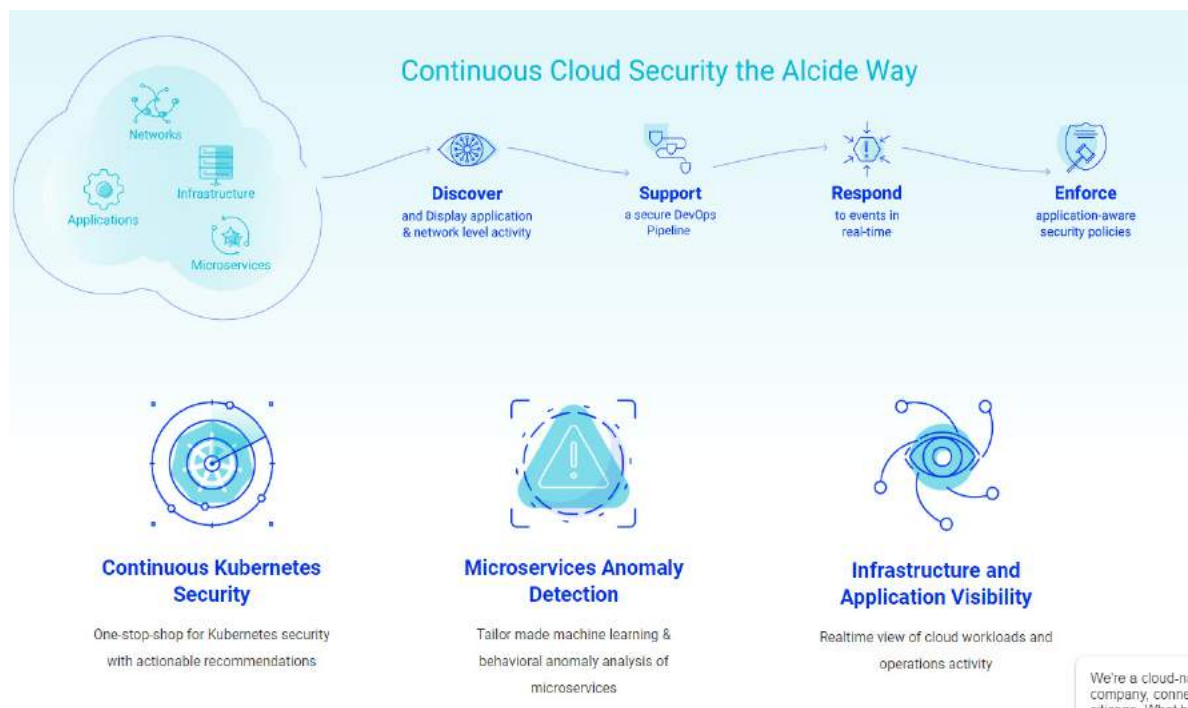 Continuous Cloud Security the Alcide Way
Networks
Infrastructure
Applications
Microservices
Discover
and Display application
& network level activity
Support
a secure DevOps
Pipeline
Respond
to events in
real-time
Enforce
application-aware
security policies
Continuous Kubernetes
Security
One-stop-shop for Kubernetes security
with actionable recommendations
Microservices Anomaly
Detection
Tailor made machine learning &
behavioral anomaly analysis of
microservices
Infrastructure and
Application Visibility
Realtime view of cloud workloads and
operations activity
We're a cloud-na
company, conne